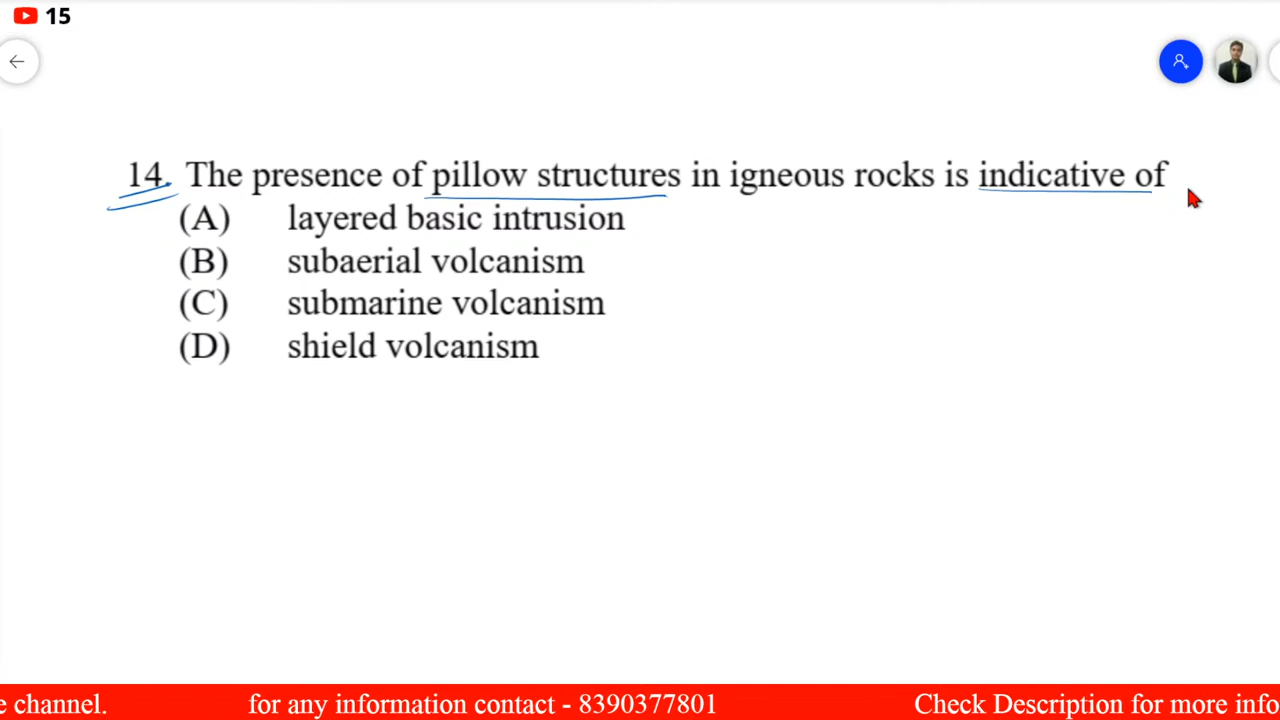 15
14. The presence of pillow structures in igneous rocks is indicative of
(A) layered basic intrusion
(B) subaerial volcanism
(C) submarine volcanism
(D) shield volcanism
e channel. for any information contact - 8390377801 Check Description for more info